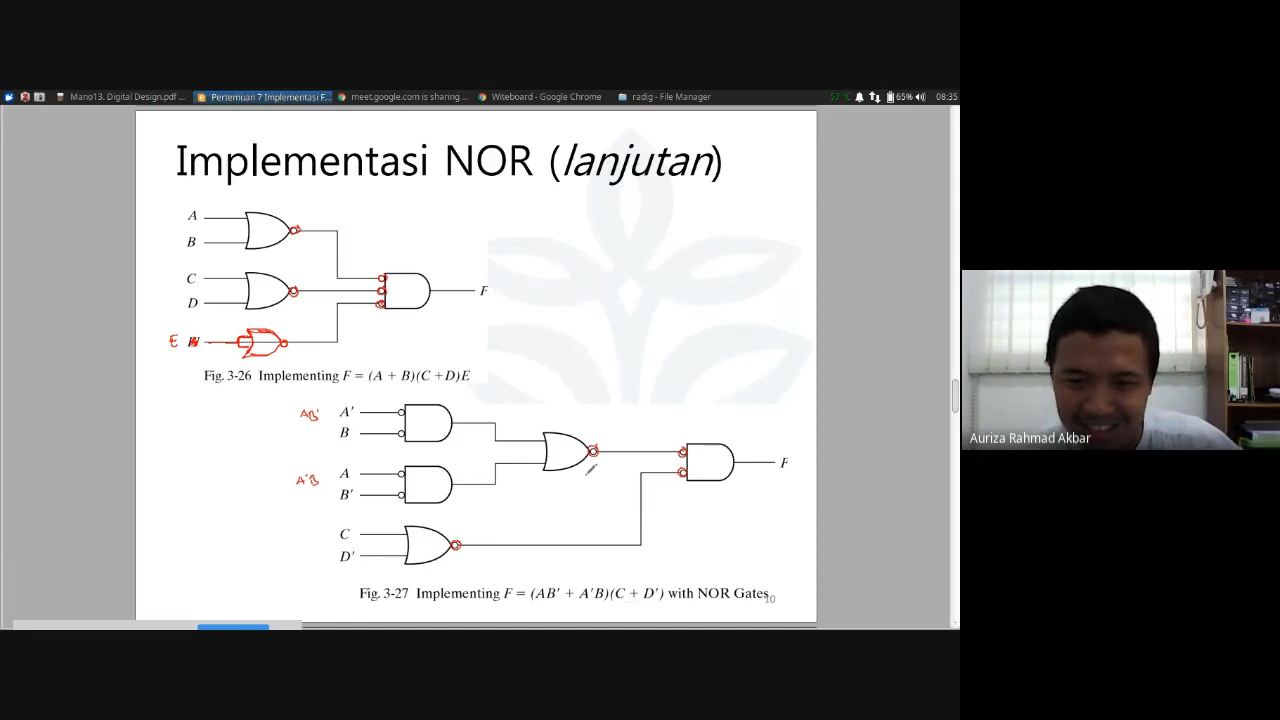 Mano13. Digital Design.pdf ... Pertemuan 7 Implementasi F... meet.google.com is sharing ... Witeboard - Google Chrome radig - File Manager 57 °C 65% 08:35
Implementasi NOR (lanjutan)
A
B
C
D
E
F
Fig. 3-26 Implementing F = (A + B)(C +D)E
AB'
A'
B
A'B
A
B'
C
D'
F
Fig. 3-27 Implementing F = (AB' + A'B)(C + D') with NOR Gates
10
Auriza Rahmad Akbar